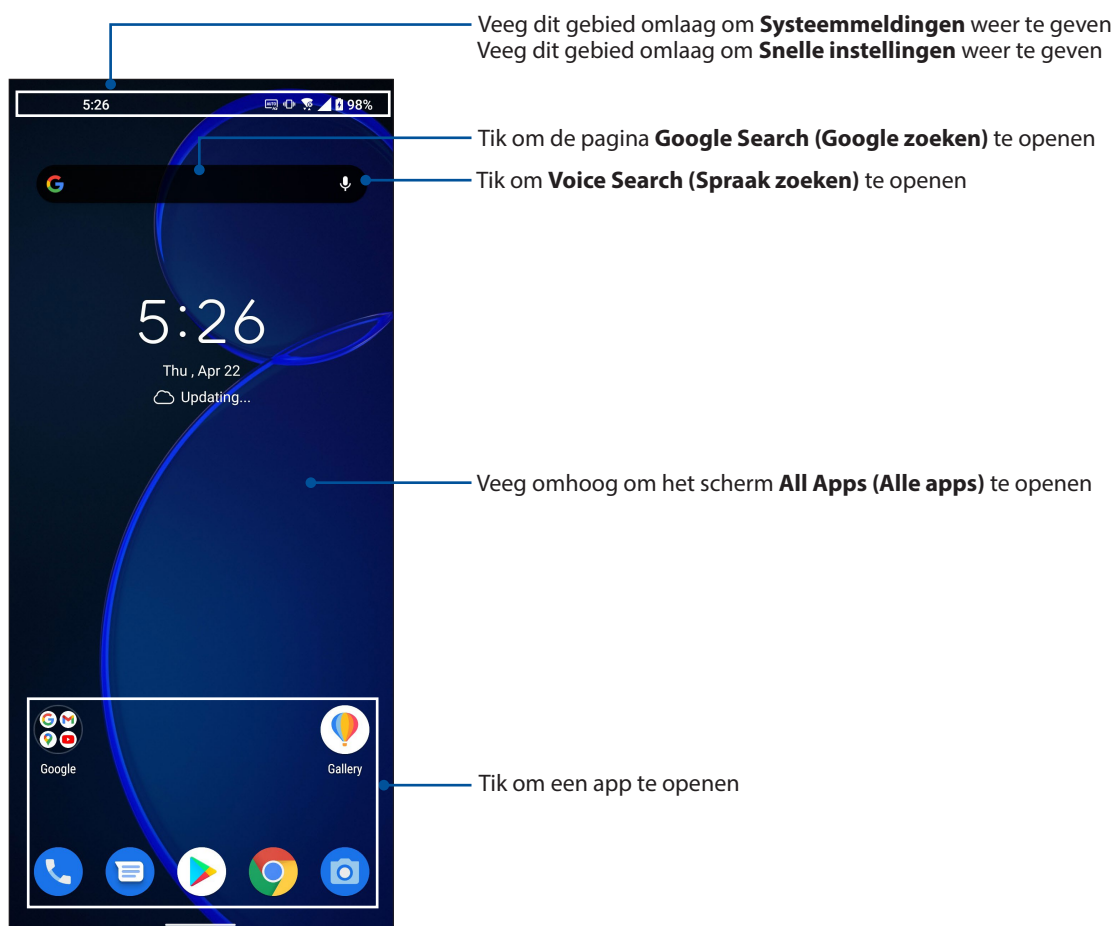 Veeg dit gebied omlaag om Systeemmeldingen weer te geven
Veeg dit gebied omlaag om Snelle instellingen weer te geven
5:26 AUTO 98%
Tik om de pagina Google Search (Google zoeken) te openen
G
Tik om Voice Search (Spraak zoeken) te openen
5:26
Thu , Apr 22
Updating...
Veeg omhoog om het scherm All Apps (Alle apps) te openen
Google Gallery
Tik om een app te openen